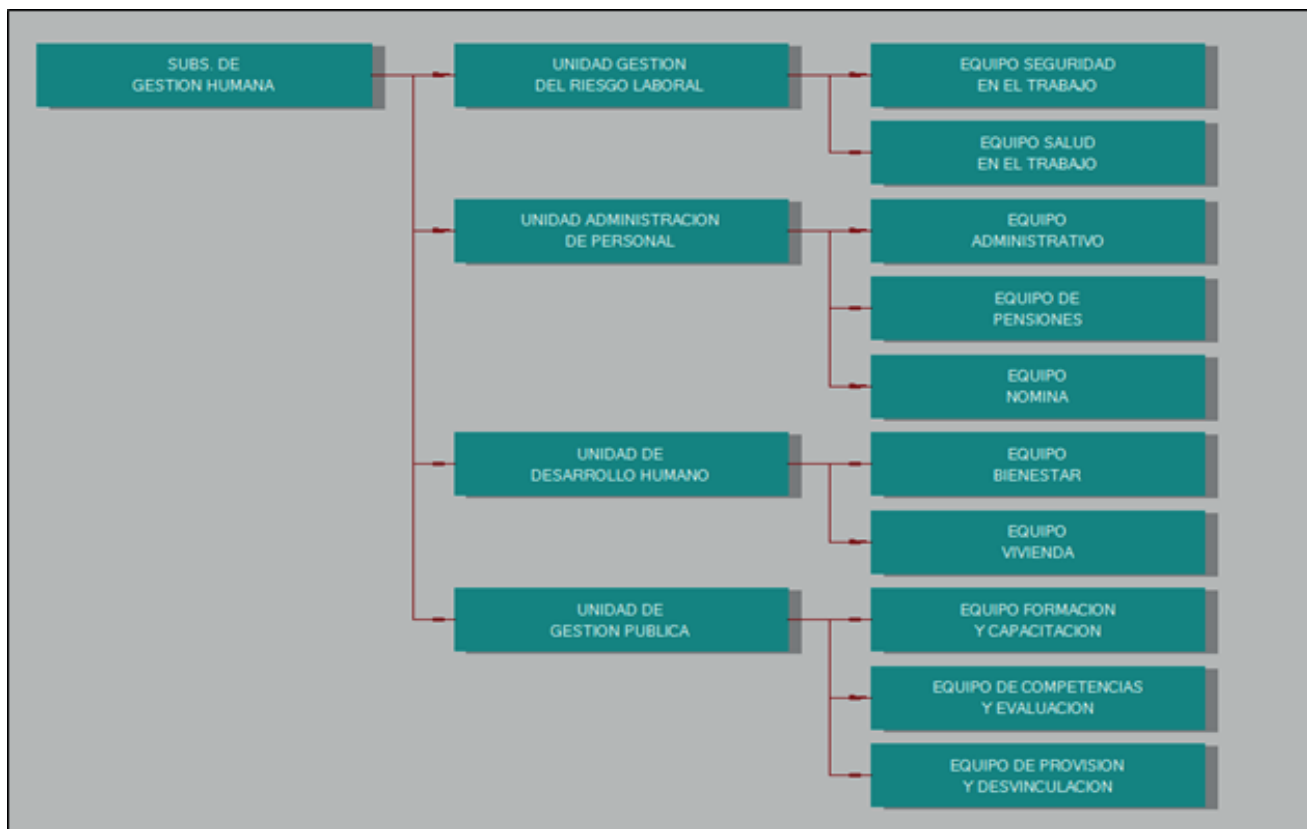 SUBS. DE
GESTION HUMANA
UNIDAD GESTION
DEL RIESGO LABORAL
EQUIPO SEGURIDAD
EN EL TRABAJO
EQUIPO SALUD
EN EL TRABAJO
UNIDAD ADMINISTRACION
DE PERSONAL
EQUIPO
ADMINISTRATIVO
EQUIPO DE
PENSIONES
EQUIPO
NOMINA
UNIDAD DE
DESARROLLO HUMANO
EQUIPO
BIENESTAR
EQUIPO
VIVIENDA
UNIDAD DE
GESTION PUBLICA
EQUIPO FORMACION
Y CAPACITACION
EQUIPO DE COMPETENCIAS
Y EVALUACION
EQUIPO DE PROVISION
Y DESVINCULACION